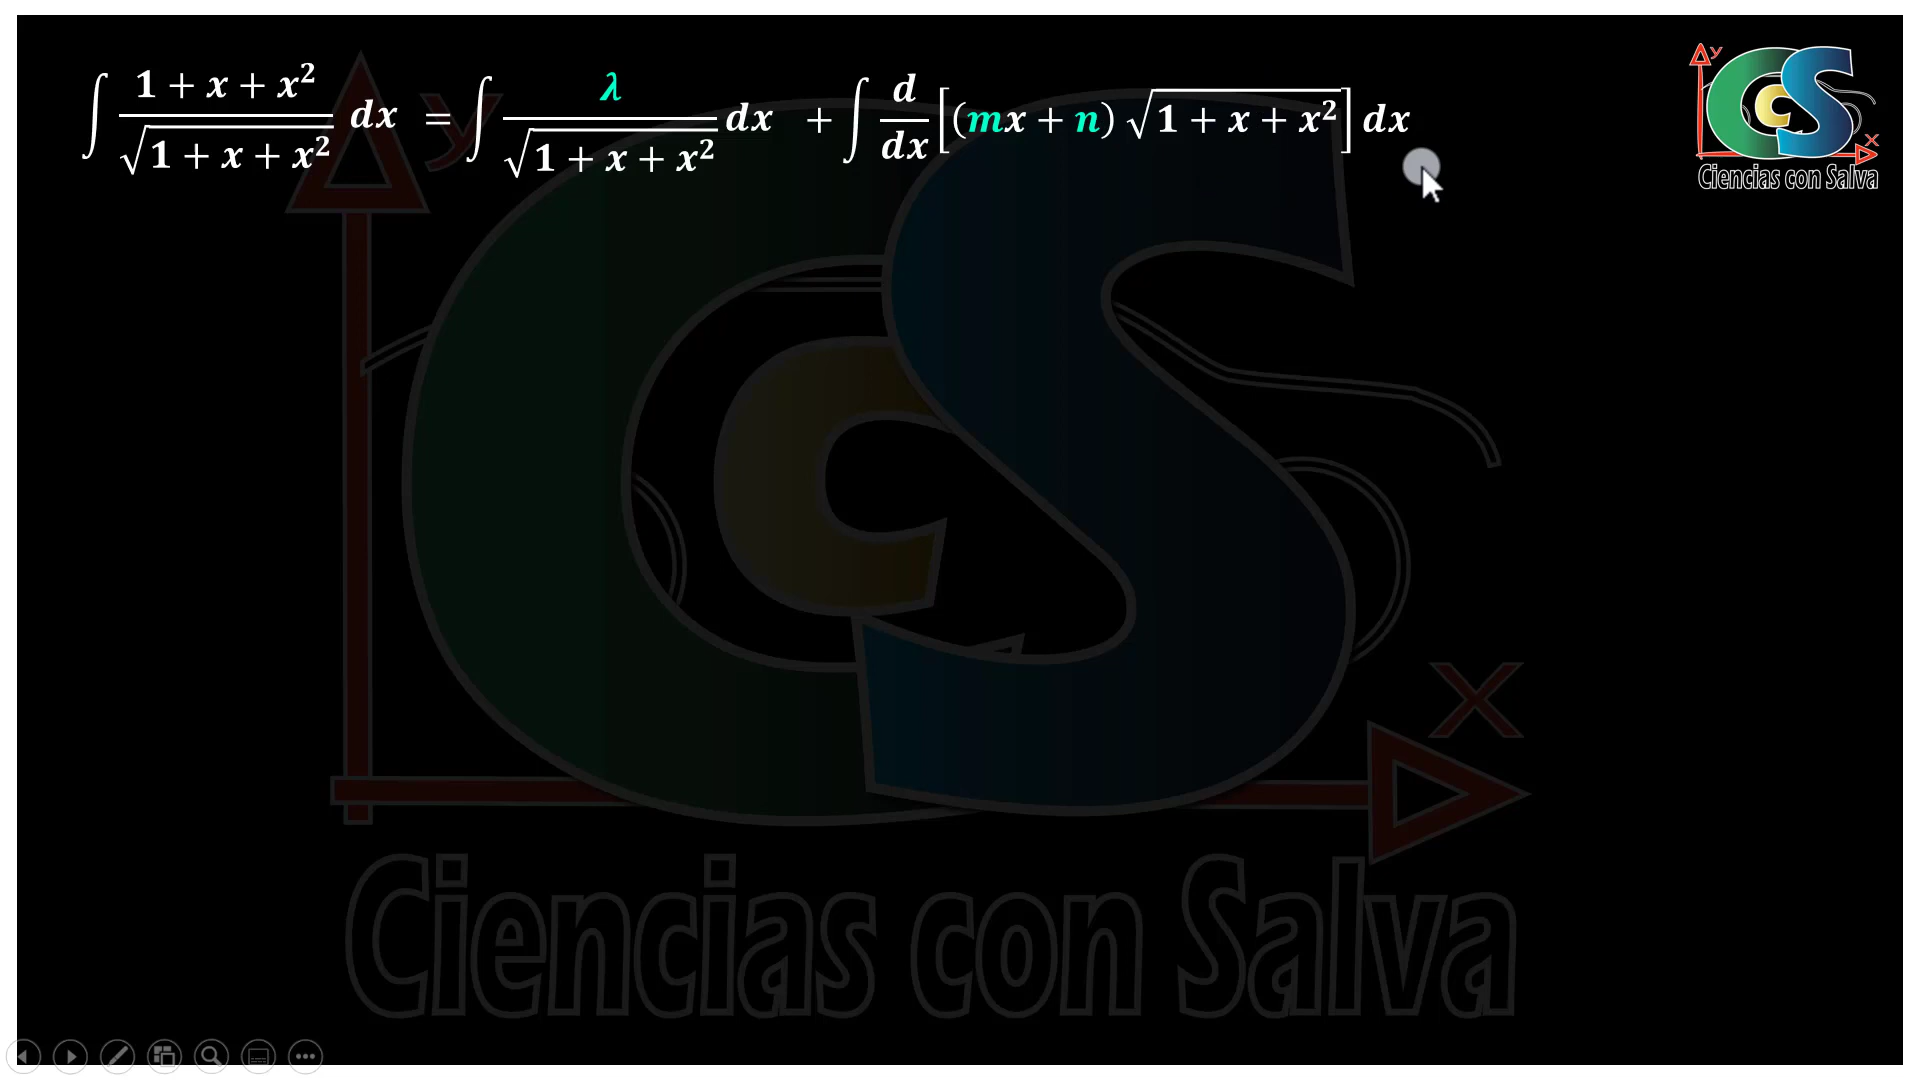 ∫ (1 + x + x²)/√(1 + x + x²) dx = ∫ λ/√(1 + x + x²) dx + ∫ d/dx [(mx + n) √(1 + x + x²)] dx
y
x
Ciencias con Salva
y
x
Ciencias con Salva